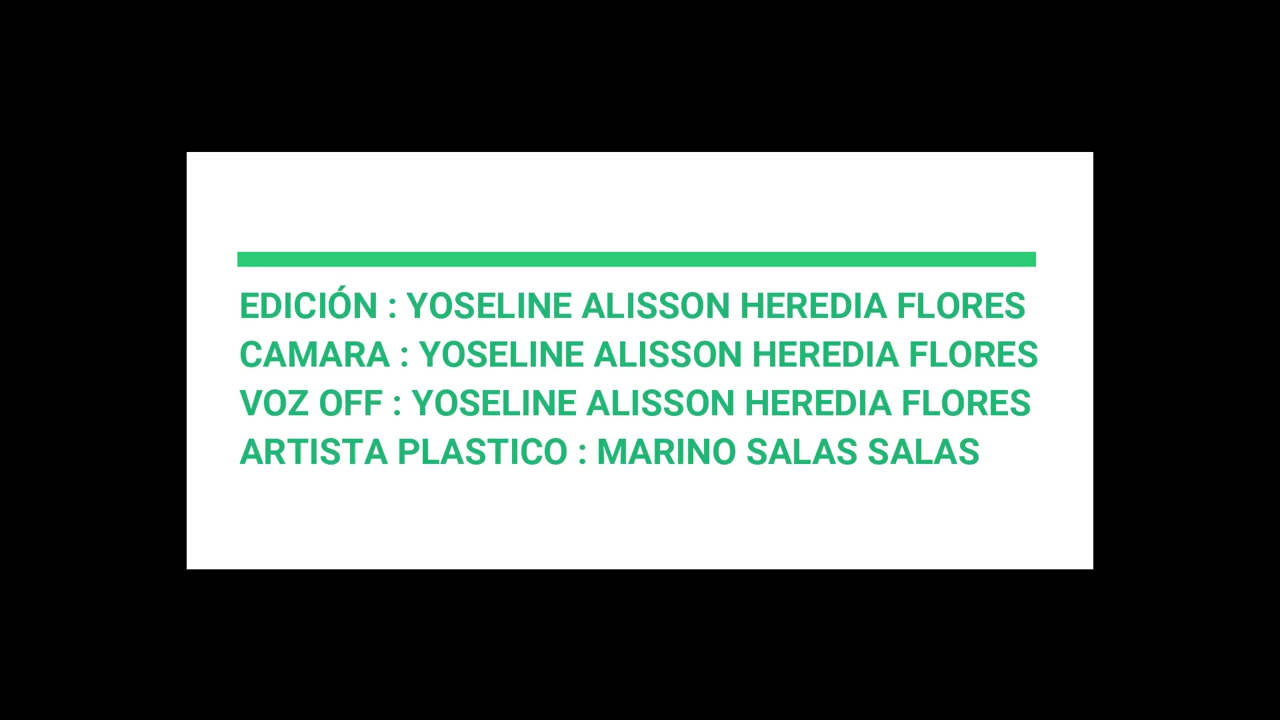 EDICIÓN : YOSELINE ALISSON HEREDIA FLORES
CAMARA : YOSELINE ALISSON HEREDIA FLORES
VOZ OFF : YOSELINE ALISSON HEREDIA FLORES
ARTISTA PLASTICO : MARINO SALAS SALAS